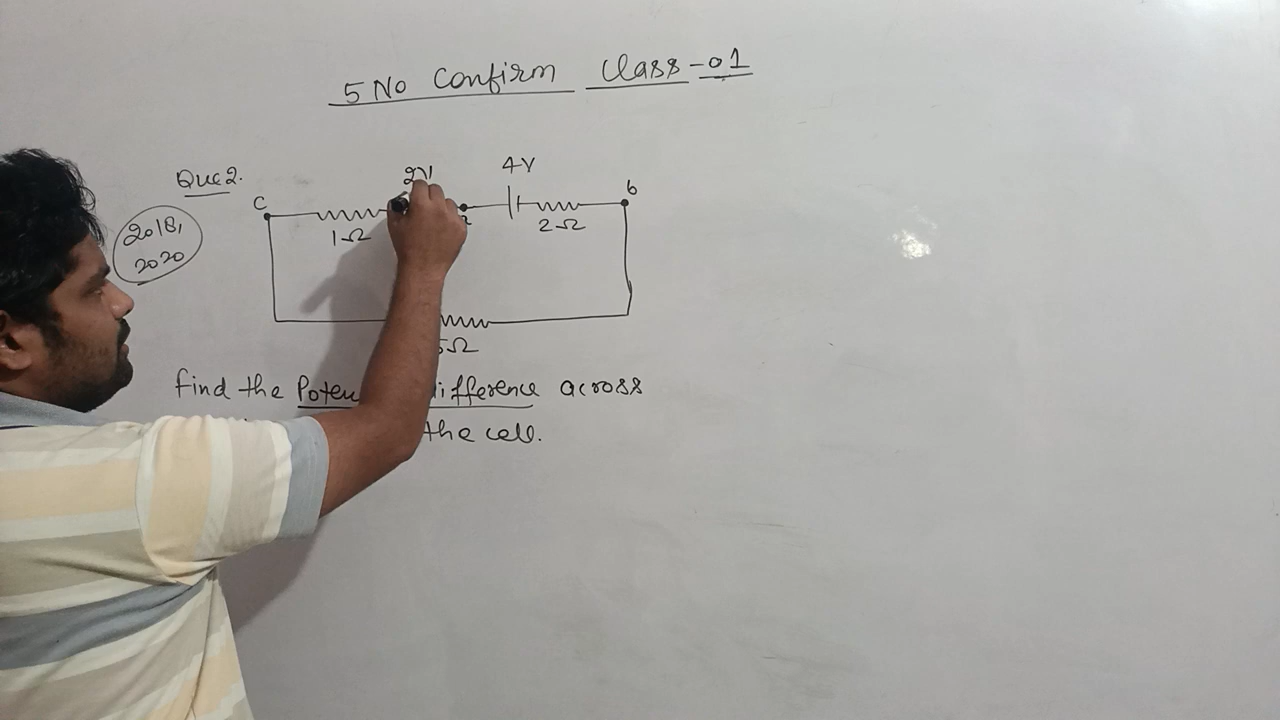 5 No Confirm Class-01
Que 2.
2018,
2020
C
1Ω
2V
4V
2Ω
b
5Ω
find the difference across
the cell.